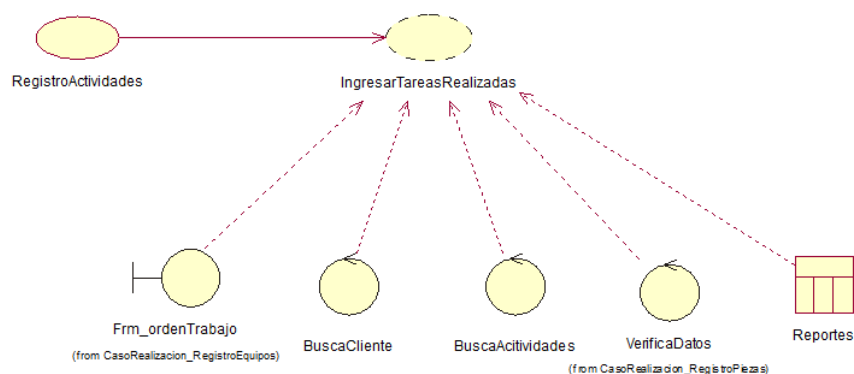 RegistroActividades
IngresarTareasRealizadas
Frm_ordenTrabajo
(from CasoRealizacion_RegistroEquipos)
BuscaCliente
BuscaAcitividades
VerificaDatos
(from CasoRealizacion_RegistroPiezas)
Reportes